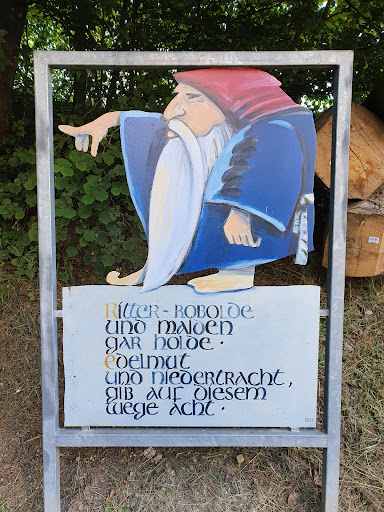 Ritter - Kobolde
und maiden
gar holde.
Edelmut
und niedertracht,
gib auf diesem
wege acht.